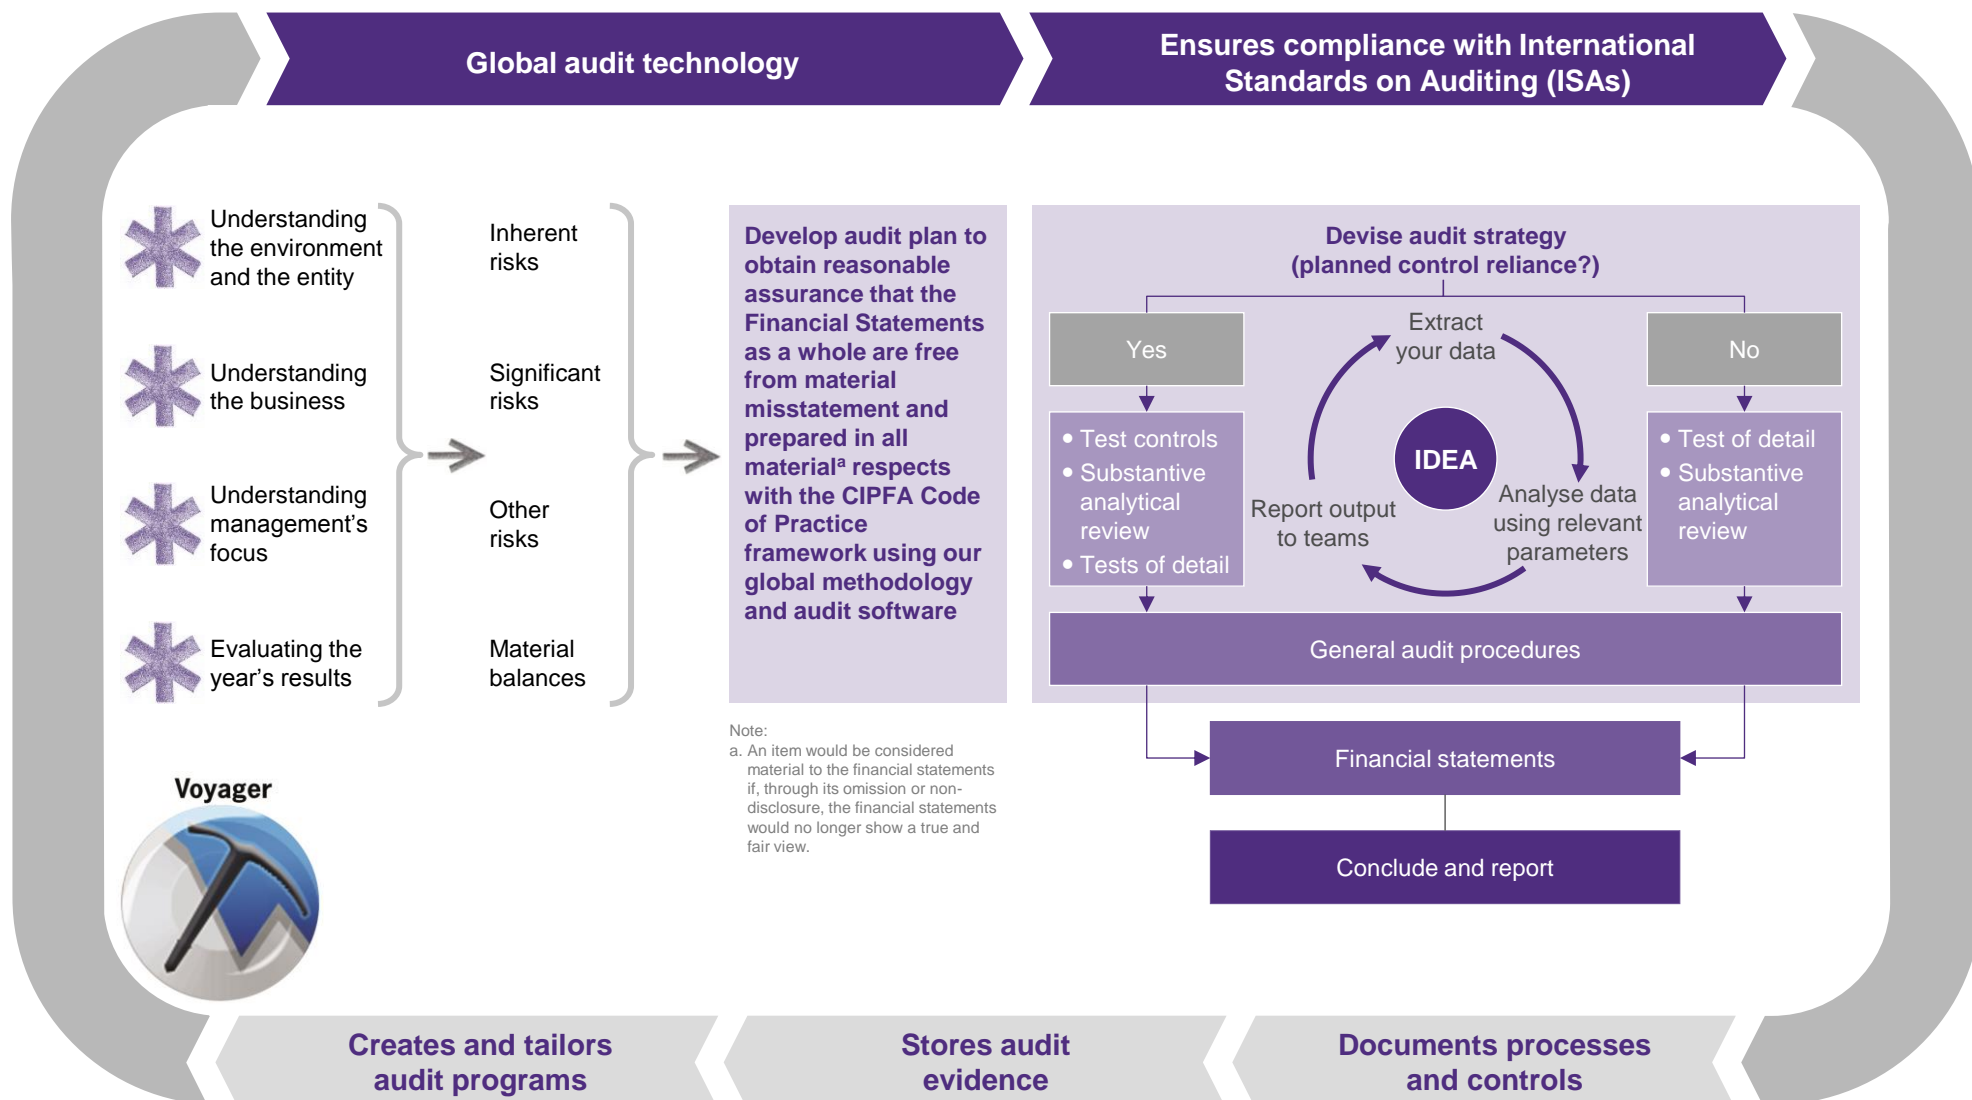 Global audit technology
Ensures compliance with International
Standards on Auditing (ISAs)
Understanding
the environment
and the entity
Understanding
the business
Understanding
management’s
focus
Evaluating the
year’s results
Inherent
risks
Significant
risks
Other
risks
Material
balances
Develop audit plan to
obtain reasonable
assurance that the
Financial Statements
as a whole are free
from material
misstatement and
prepared in all
materialᵃ respects
with the CIPFA Code
of Practice
framework using our
global methodology
and audit software
Note:
a. An item would be considered
material to the financial statements
if, through its omission or non-
disclosure, the financial statements
would no longer show a true and
fair view.
Devise audit strategy
(planned control reliance?)
Yes
• Test controls
• Substantive
analytical
review
• Tests of detail
Extract
your data
IDEA
Analyse data
using relevant
parameters
Report output
to teams
No
• Test of detail
• Substantive
analytical
review
General audit procedures
Financial statements
Conclude and report
Voyager
Creates and tailors
audit programs
Stores audit
evidence
Documents processes
and controls